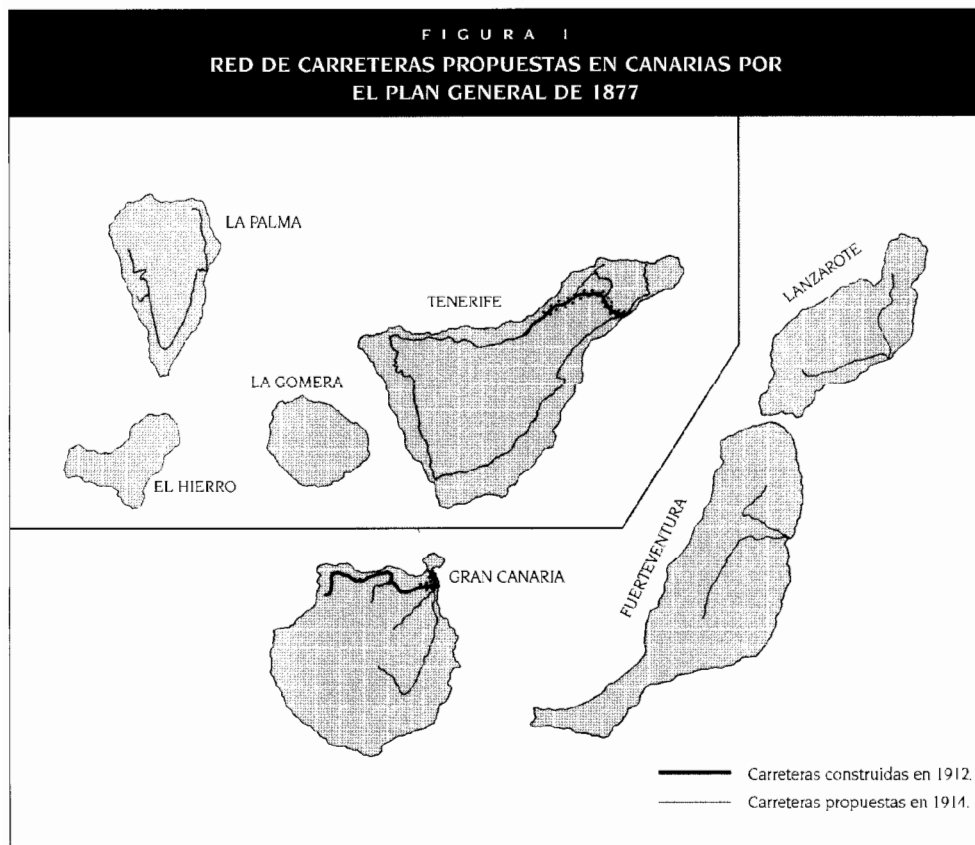 FIGURA 1
RED DE CARRETERAS PROPUESTAS EN CANARIAS POR
EL PLAN GENERAL DE 1877
LA PALMA
TENERIFE
LANZAROTE
LA GOMERA
EL HIERRO
FUERTEVENTURA
GRAN CANARIA
Carreteras construidas en 1912.
Carreteras propuestas en 1914.